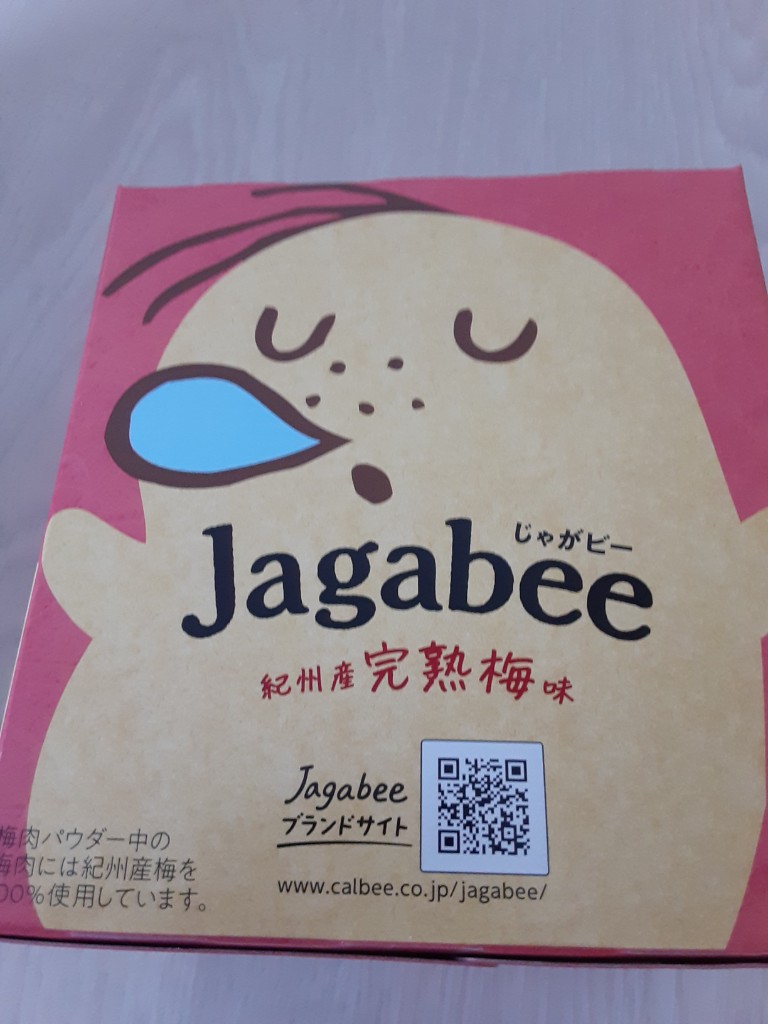 じゃがビー
Jagabee
紀州産完熟梅味
Jagabee
ブランドサイト
www.calbee.co.jp/jagabee/
梅肉パウダー中の
梅肉には紀州産梅を
00%使用しています。